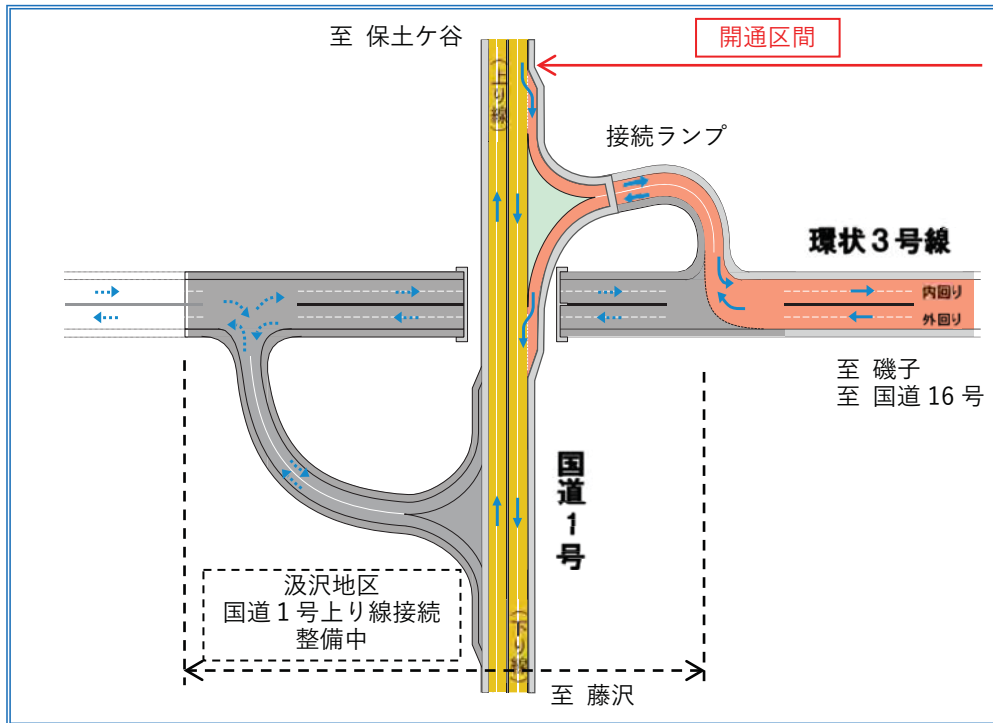 至 保土ケ谷
開通区間
(上り線)
接続ランプ
環状3号線
内回り
外回り
至 磯子
至 国道16号
国道1号
汲沢地区
国道1号上り線接続
整備中
(下り線)
至 藤沢